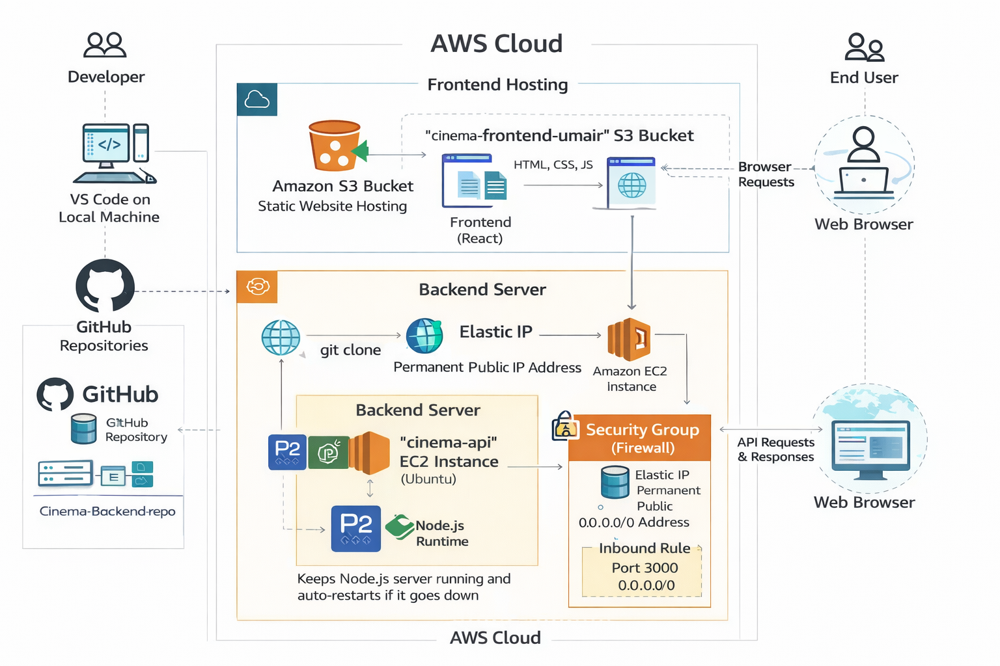 AWS Cloud
Developer
VS Code on
Local Machine
GitHub
Repositories
GitHub
GitHub
Repository
E
Cinema-Backend-repo
Frontend Hosting
"cinema-frontend-umair" S3 Bucket
Amazon S3 Bucket
Static Website Hosting
</>
HTML, CSS, JS
Frontend
(React)
Backend Server
git clone
Elastic IP
Permanent Public IP Address
Amazon EC2
instance
Backend Server
P2
"cinema-api"
EC2 Instance
(Ubuntu)
P2
Node.js
Runtime
Keeps Node.js server running and
auto-restarts if it goes down
Security Group
(Firewall)
Elastic IP
Permanent
Public
0.0.0.0/0 Address
Inbound Rule
Port 3000
0.0.0.0/0
AWS Cloud
End User
Browser
Requests
Web Browser
API Requests
& Responses
Web Browser